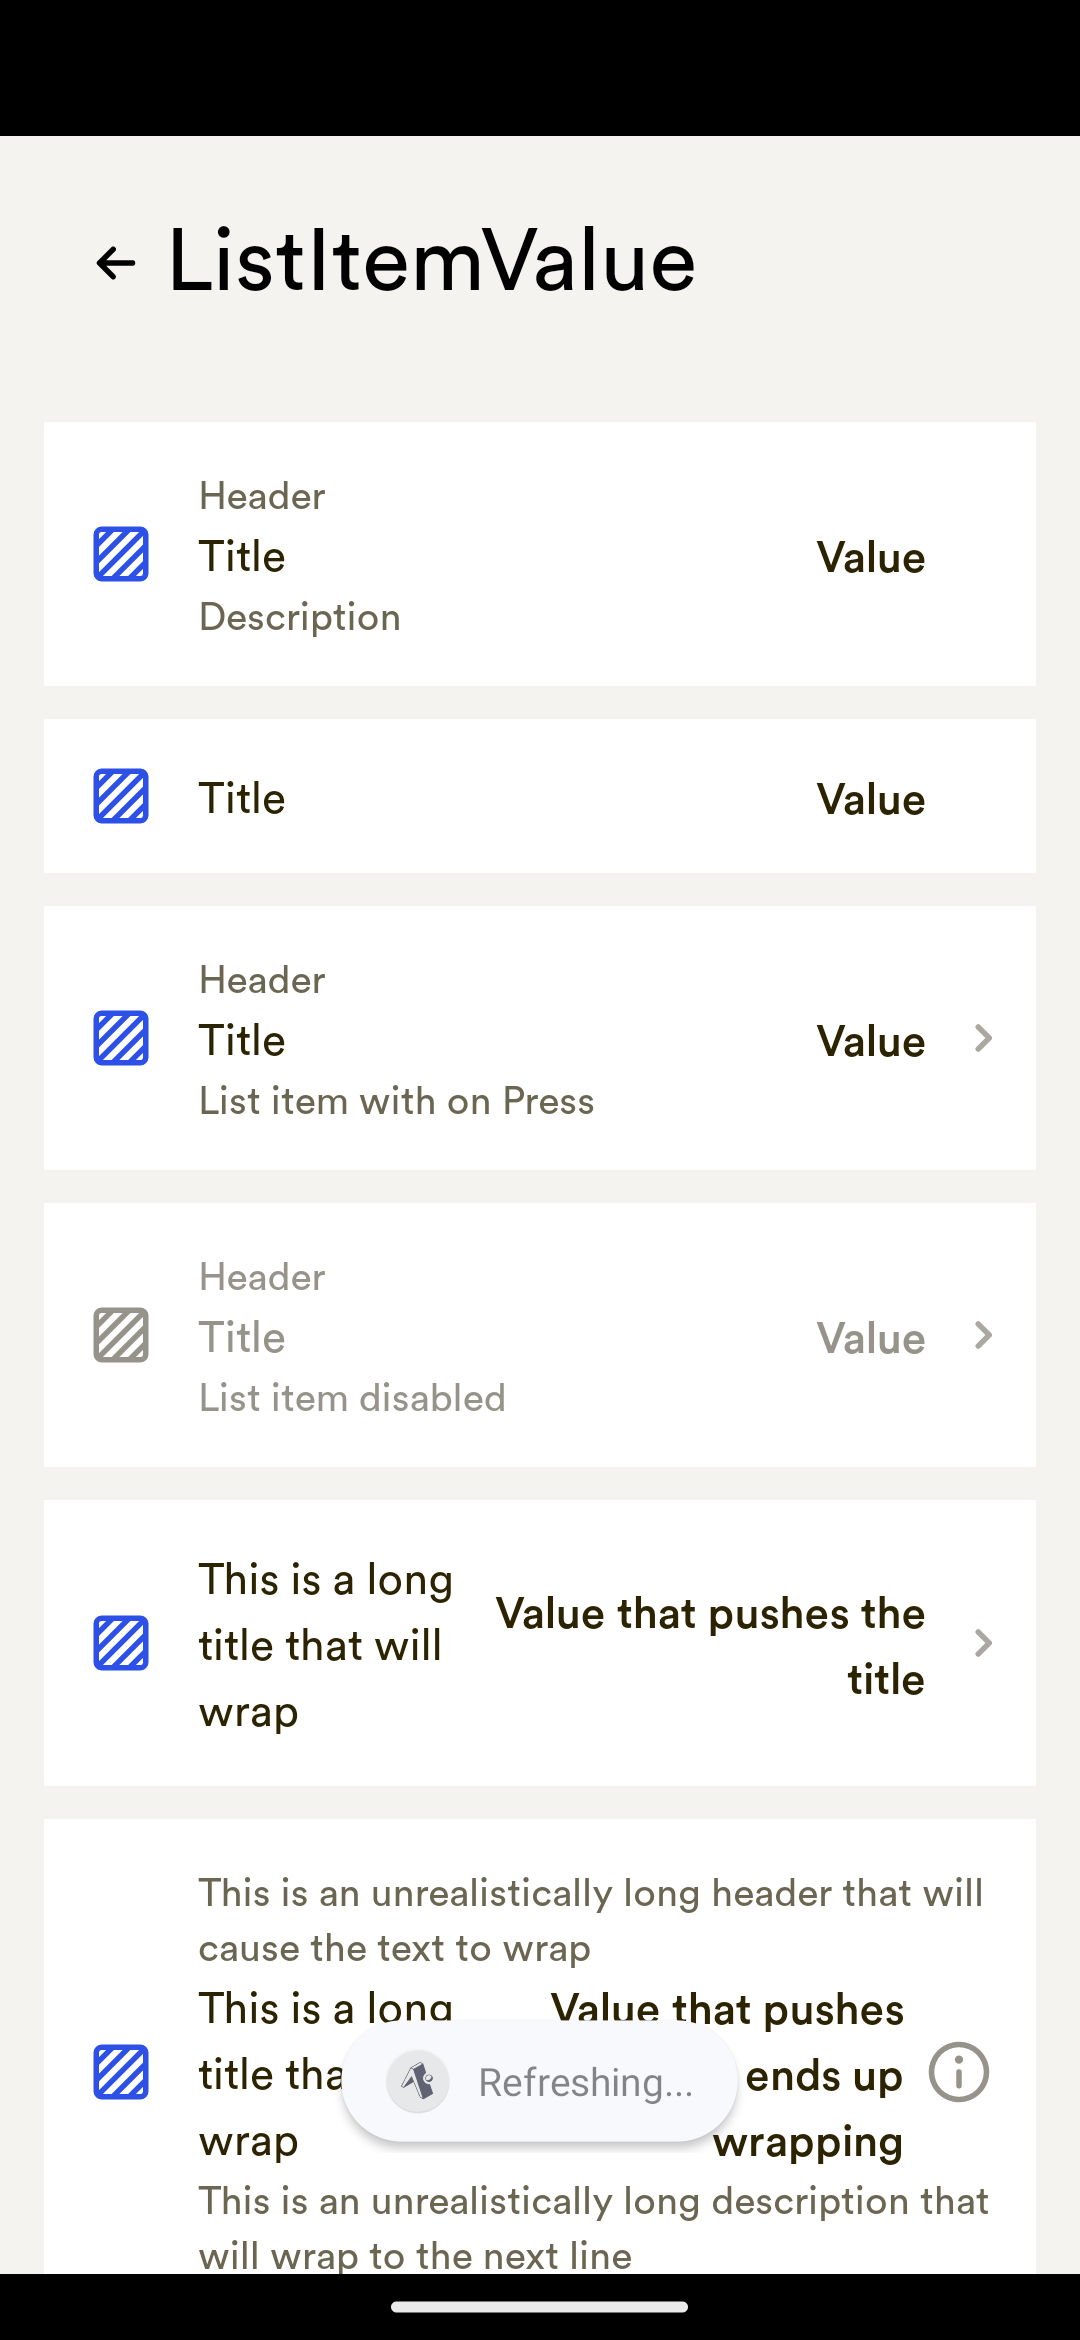 ListItemValue
Header
Title
Value
Description
Title
Value
Header
Title
Value
List item with on Press
Header
Title
Value
List item disabled
This is a long
title that will
wrap
Value that pushes the
title
This is an unrealistically long header that will
cause the text to wrap
This is a long
title
wrap
Value that pushes
ends up
wrapping
Refreshing...
This is an unrealistically long description that
will wrap to the next line